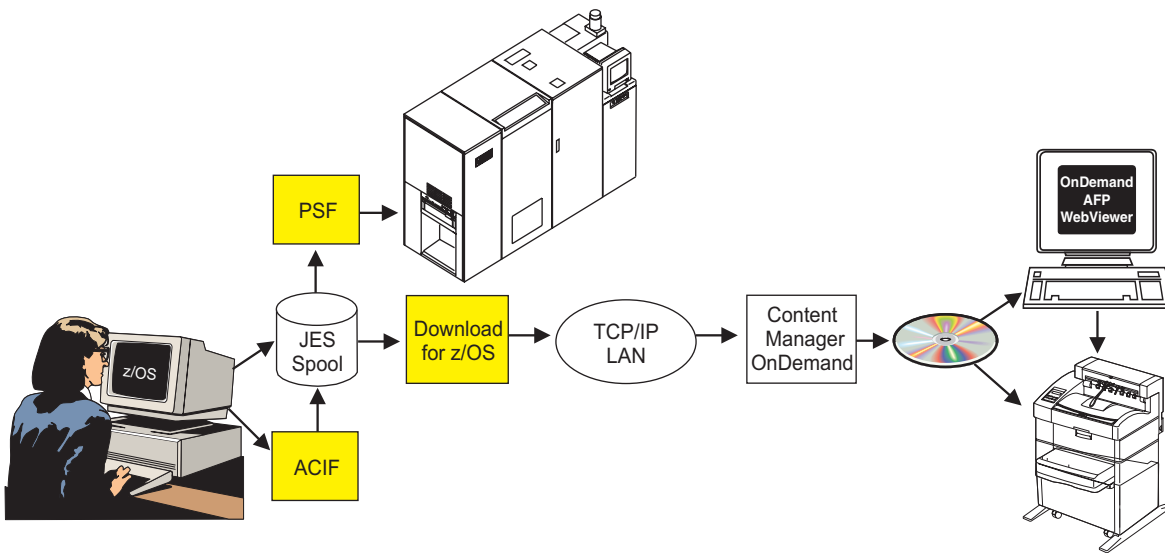 PSF
z/OS
JES
Spool
ACIF
Download
for z/OS
TCP/IP
LAN
Content
Manager
OnDemand
OnDemand
AFP
WebViewer